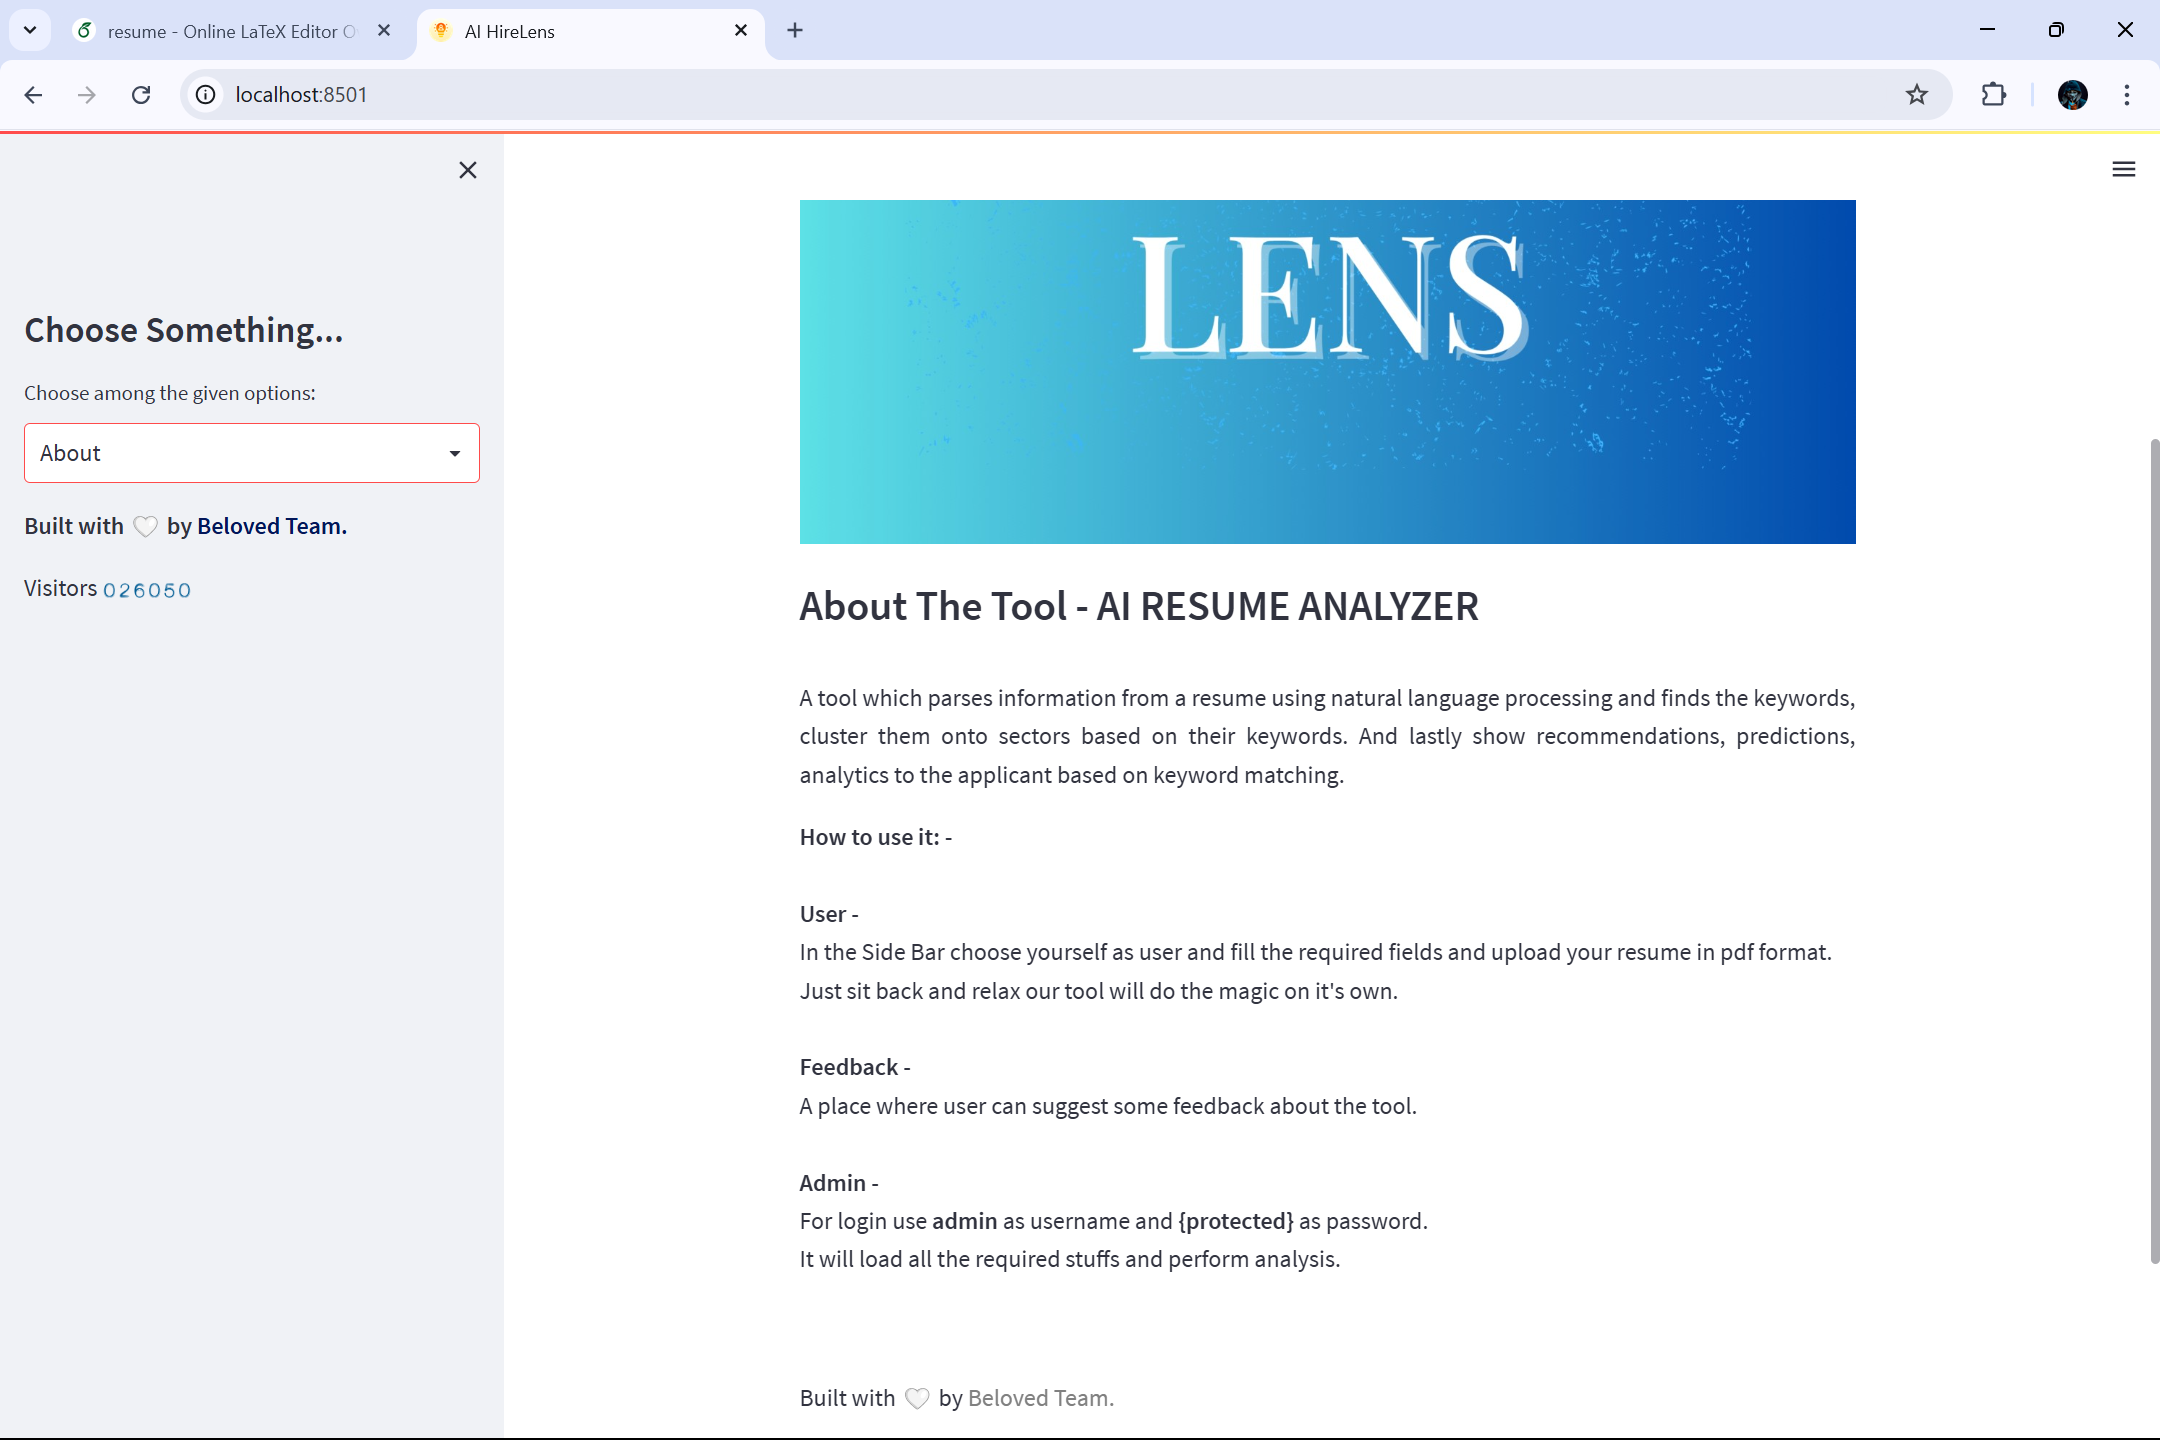 resume - Online LaTeX Editor O
AI HireLens
localhost:8501
Choose Something...
Choose among the given options:
About
Built with 🤍 by Beloved Team.
Visitors 026050
LENS
About The Tool - AI RESUME ANALYZER
A tool which parses information from a resume using natural language processing and finds the keywords,
cluster them onto sectors based on their keywords. And lastly show recommendations, predictions,
analytics to the applicant based on keyword matching.
How to use it: -
User -
In the Side Bar choose yourself as user and fill the required fields and upload your resume in pdf format.
Just sit back and relax our tool will do the magic on it's own.
Feedback -
A place where user can suggest some feedback about the tool.
Admin -
For login use admin as username and {protected} as password.
It will load all the required stuffs and perform analysis.
Built with 🤍 by Beloved Team.